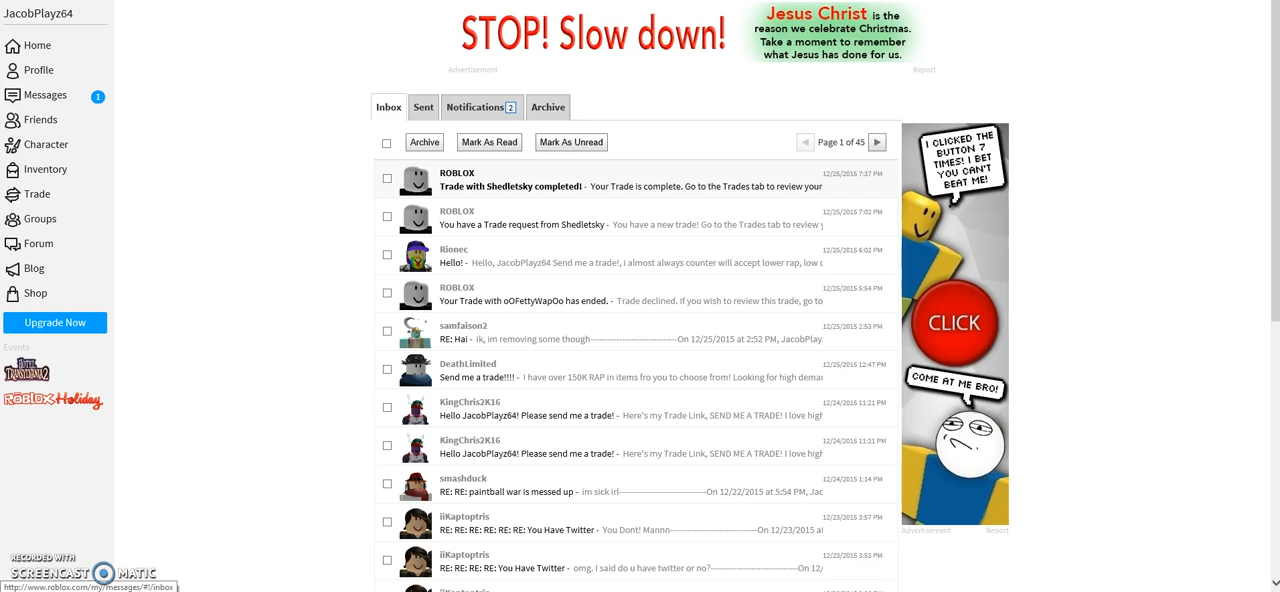 JacobPlayz64
Home
Profile
Messages 1
Friends
Character
Inventory
Trade
Groups
Forum
Blog
Shop
Upgrade Now
Events
ROBLOX Holiday
RECORDED WITH
SCREENCAST MATIC
http://www.roblox.com/my/messages/#!/inbox
STOP! Slow down!
Jesus Christ is the
reason we celebrate Christmas.
Take a moment to remember
what Jesus has done for us.
Advertisement Report
Inbox Sent Notifications 2 Archive
Archive Mark As Read Mark As Unread Page 1 of 45
ROBLOX 12/25/2015 7:37 PM
Trade with Shedletsky completed! - Your Trade is complete. Go to the Trades tab to review your
ROBLOX 12/25/2015 7:02 PM
You have a Trade request from Shedletsky - You have a new trade! Go to the Trades tab to review y
Rionec 12/25/2015 6:02 PM
Hello! - Hello, JacobPlayz64 Send me a trade!, i almost always counter will accept lower rap, low d
ROBLOX 12/25/2015 5:54 PM
Your Trade with oOFettyWapOo has ended. - Trade declined. If you wish to review this trade, go to
samfaison2 12/25/2015 2:53 PM
RE: Hai - ik, im removing some though------------------------------On 12/25/2015 at 2:52 PM, JacobPlay
DeathLimited 12/25/2015 12:47 PM
Send me a trade!!!! - I have over 150K RAP in items fro you to choose from! Looking for high deman
KingChris2K16 12/24/2015 11:21 PM
Hello JacobPlayz64! Please send me a trade! - Here's my Trade Link, SEND ME A TRADE! I love high
KingChris2K16 12/24/2015 11:21 PM
Hello JacobPlayz64! Please send me a trade! - Here's my Trade Link, SEND ME A TRADE! I love high
smashduck 12/24/2015 1:14 PM
RE: RE: paintball war is messed up - im sick irl------------------------------On 12/22/2015 at 5:54 PM, Jac
iiKaptoptris 12/23/2015 3:57 PM
RE: RE: RE: RE: RE: You Have Twitter - You Dont! Mannn------------------------------On 12/23/2015 at
iiKaptoptris 12/23/2015 3:53 PM
RE: RE: RE: RE: You Have Twitter - omg. I said do u have twitter or no?------------------------------On 12/
I CLICKED THE
BUTTON 7
TIMES! I BET
YOU CAN'T
BEAT ME!
CLICK
COME AT ME BRO!
Advertisement Report